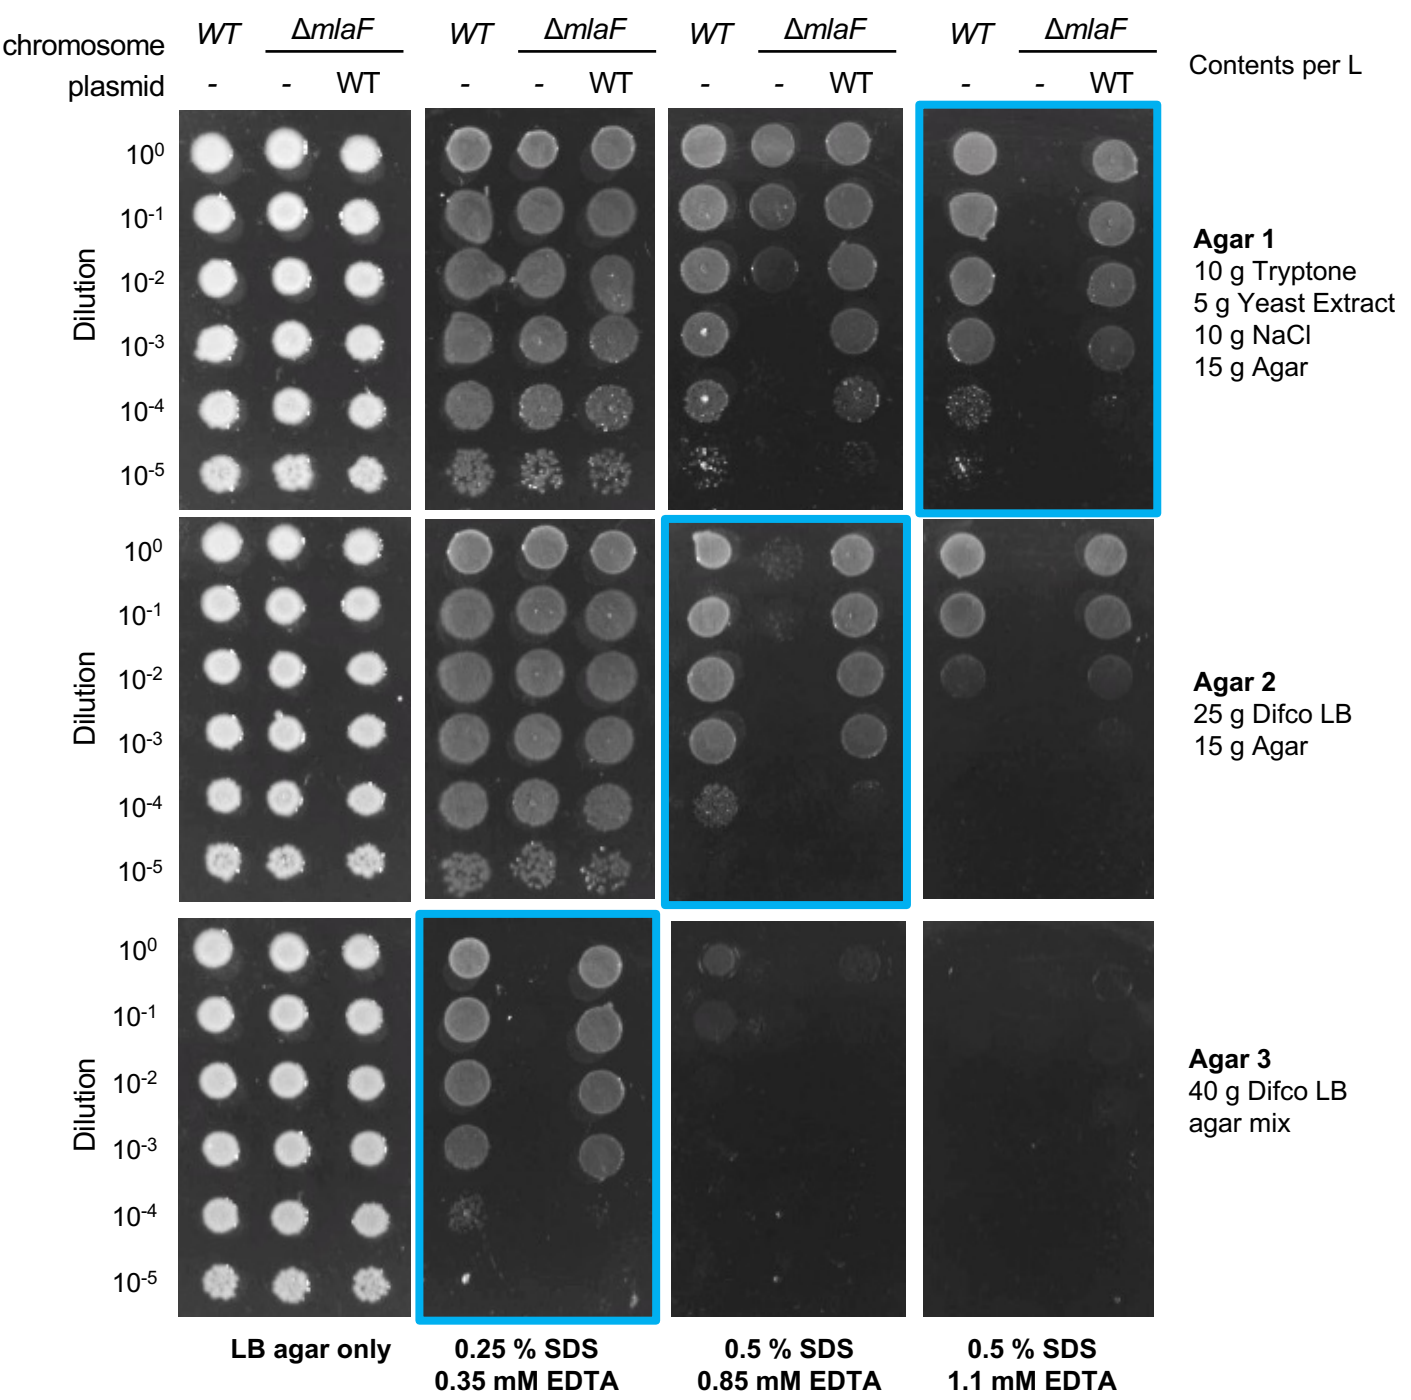 chromosome WT ΔmlaF WT ΔmlaF WT ΔmlaF WT ΔmlaF
plasmid - - WT - - WT - - WT - - WT
Contents per L
Dilution
10⁰
10⁻¹
10⁻²
10⁻³
10⁻⁴
10⁻⁵
Agar 1
10 g Tryptone
5 g Yeast Extract
10 g NaCl
15 g Agar
Dilution
10⁰
10⁻¹
10⁻²
10⁻³
10⁻⁴
10⁻⁵
Agar 2
25 g Difco LB
15 g Agar
Dilution
10⁰
10⁻¹
10⁻²
10⁻³
10⁻⁴
10⁻⁵
Agar 3
40 g Difco LB
agar mix
LB agar only
0.25 % SDS
0.35 mM EDTA
0.5 % SDS
0.85 mM EDTA
0.5 % SDS
1.1 mM EDTA